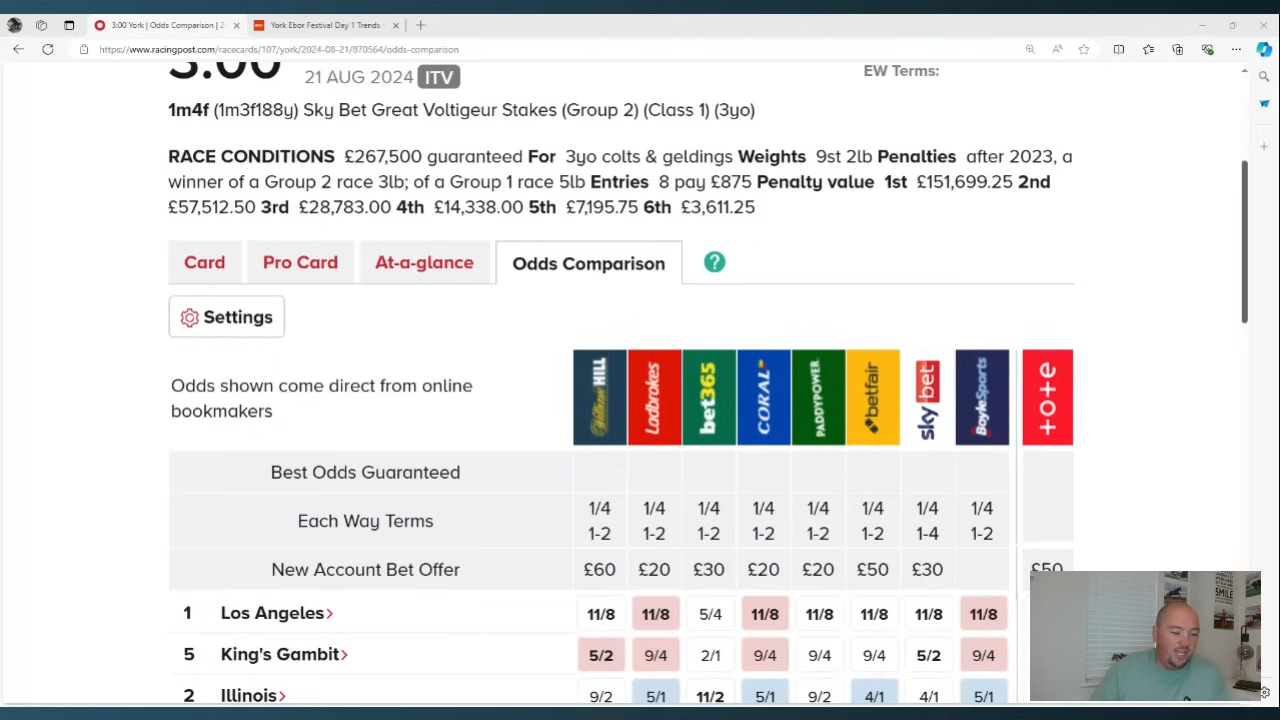 3:00 York | Odds Comparison | 2
York Ebor Festival Day 1 Trends
https://www.racingpost.com/racecards/107/york/2024-08-21/870564/odds-comparison
3:00
21 AUG 2024 ITV
EW Terms:
1m4f (1m3f188y) Sky Bet Great Voltigeur Stakes (Group 2) (Class 1) (3yo)
RACE CONDITIONS £267,500 guaranteed For 3yo colts & geldings Weights 9st 2lb Penalties after 2023, a
winner of a Group 2 race 3lb; of a Group 1 race 5lb Entries 8 pay £875 Penalty value 1st £151,699.25 2nd
£57,512.50 3rd £28,783.00 4th £14,338.00 5th £7,195.75 6th £3,611.25
Card Pro Card At-a-glance Odds Comparison ?
Settings
Odds shown come direct from online
bookmakers
William HILL Ladbrokes bet365 CORAL PADDYPOWER betfair sky bet BoyleSports tote
Best Odds Guaranteed
Each Way Terms
1/4 1/4 1/4 1/4 1/4 1/4 1/4 1/4
1-2 1-2 1-2 1-2 1-2 1-2 1-4 1-2
New Account Bet Offer £60 £20 £30 £20 £20 £50 £30 £50
1 Los Angeles> 11/8 11/8 5/4 11/8 11/8 11/8 11/8 11/8
5 King's Gambit> 5/2 9/4 2/1 9/4 9/4 9/4 5/2 9/4
2 Illinois> 9/2 5/1 11/2 5/1 9/2 4/1 4/1 5/1
SMILE